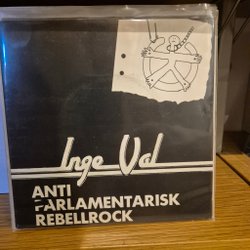 Inge Val
ANTI
PARLAMENTARISK
REBELLROCK